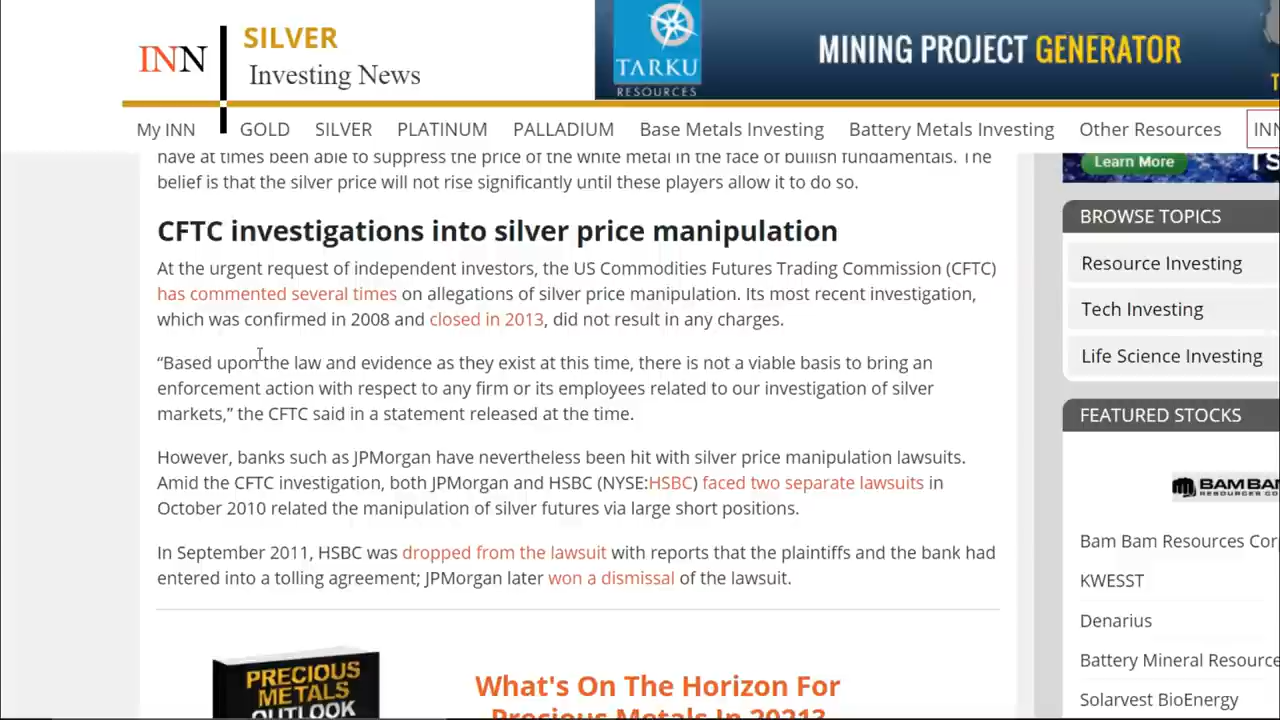 INN
SILVER
Investing News
TARKU
RESOURCES
MINING PROJECT GENERATOR
My INN GOLD SILVER PLATINUM PALLADIUM Base Metals Investing Battery Metals Investing Other Resources
have at times been able to suppress the price of the white metal in the face of bullish fundamentals. The
belief is that the silver price will not rise significantly until these players allow it to do so.
CFTC investigations into silver price manipulation
At the urgent request of independent investors, the US Commodities Futures Trading Commission (CFTC)
has commented several times on allegations of silver price manipulation. Its most recent investigation,
which was confirmed in 2008 and closed in 2013, did not result in any charges.
“Based upon the law and evidence as they exist at this time, there is not a viable basis to bring an
enforcement action with respect to any firm or its employees related to our investigation of silver
markets,” the CFTC said in a statement released at the time.
However, banks such as JPMorgan have nevertheless been hit with silver price manipulation lawsuits.
Amid the CFTC investigation, both JPMorgan and HSBC (NYSE:HSBC) faced two separate lawsuits in
October 2010 related the manipulation of silver futures via large short positions.
In September 2011, HSBC was dropped from the lawsuit with reports that the plaintiffs and the bank had
entered into a tolling agreement; JPMorgan later won a dismissal of the lawsuit.
PRECIOUS
METALS
OUTLOOK
What's On The Horizon For
Precious Metals In 2021?
Learn More
BROWSE TOPICS
Resource Investing
Tech Investing
Life Science Investing
FEATURED STOCKS
BAM BAM
Bam Bam Resources Cor
KWESST
Denarius
Battery Mineral Resource
Solarvest BioEnergy